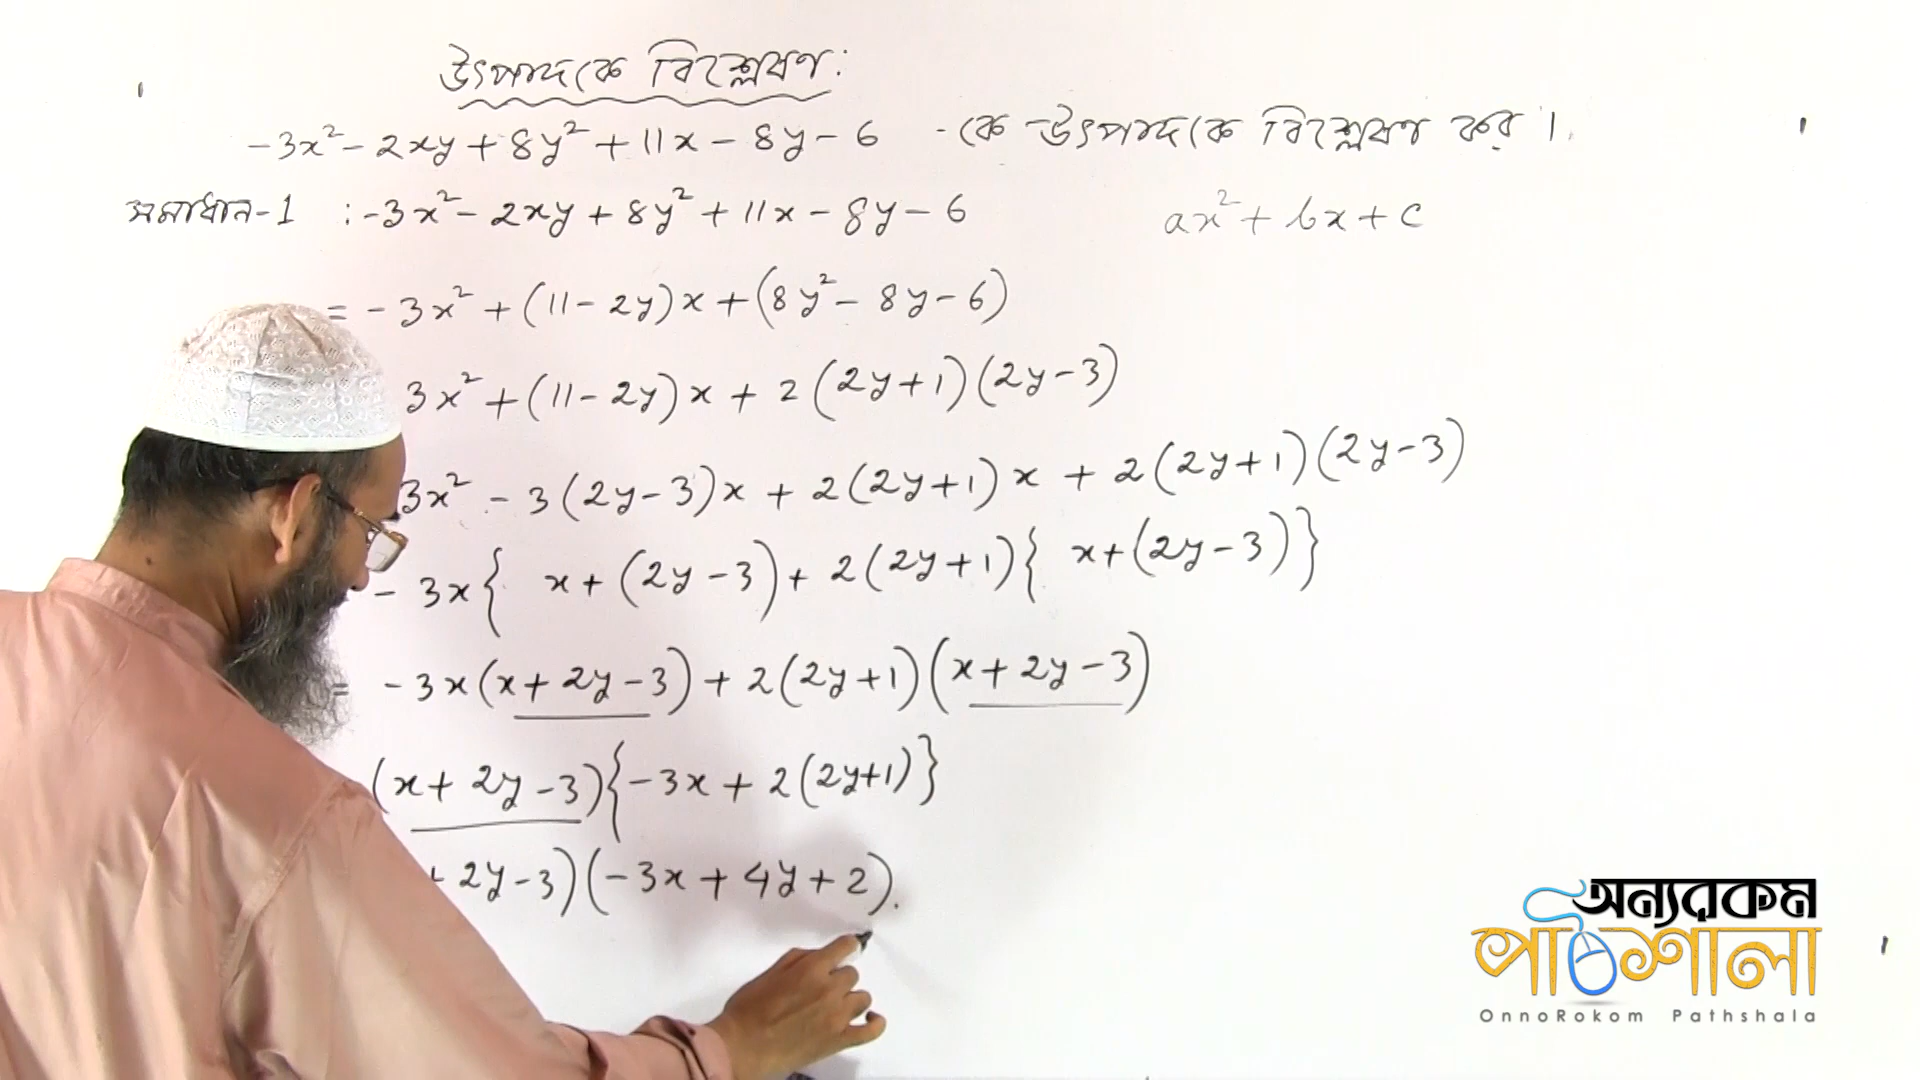 উৎপাদকে বিশ্লেষণ:
-3x² - 2xy + 8y² + 11x - 8y - 6 -কে উৎপাদকে বিশ্লেষণ কর।
সমাধান-1 : -3x² - 2xy + 8y² + 11x - 8y - 6 ax² + bx + c
= -3x² + (11 - 2y)x + (8y² - 8y - 6)
3x² + (11 - 2y)x + 2(2y+1)(2y-3)
3x² - 3(2y-3)x + 2(2y+1)x + 2(2y+1)(2y-3)
- 3x{ x + (2y-3) + 2(2y+1){ x+(2y-3)}
= -3x(x+2y-3) + 2(2y+1)(x+2y-3)
(x+2y-3){-3x + 2(2y+1)}
+ 2y-3)(-3x + 4y + 2).
অন্যরকম
পাঠশালা
OnnoRokom Pathshala